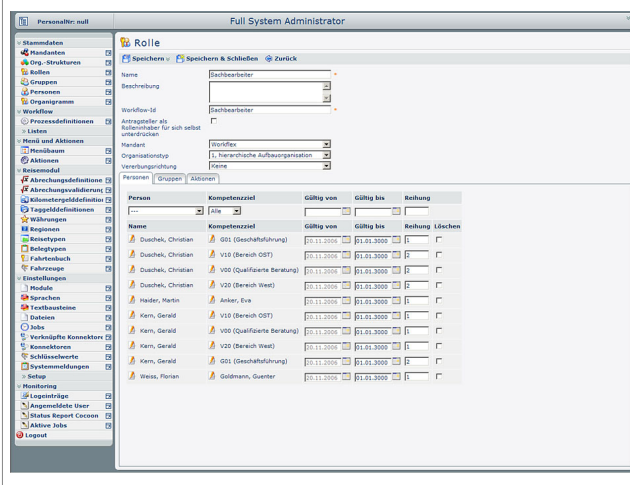 PersonalNr: null
Full System Administrator
Stammdaten
Mandanten
Org.-Strukturen
Rollen
Gruppen
Personen
Organigramm
Workflow
Prozessdefinitionen
Listen
Menü und Aktionen
Menübaum
Aktionen
Reisemodul
Abrechungsdefinitione
Abrechungsvalidierung
Kilometergelddefinition
Taggelddefinitionen
Währungen
Regionen
Reisetypen
Belegtypen
Fahrtenbuch
Fahrzeuge
Einstellungen
Module
Sprachen
Textbausteine
Dateien
Jobs
Verknüpfte Konnektore
Konnektoren
Schlüsselwerte
Systemmeldungen
Setup
Monitoring
Logeinträge
Angemeldete User
Status Report Cocoon
Aktive Jobs
Logout
Rolle
Speichern Speichern & Schließen Zurück
Name Sachbearbeiter *
Beschreibung
Workflow-Id Sachbearbeiter *
Antragsteller als
Rolleninhaber für sich selbst
unterdrücken
Mandant Workflex
Organisationstyp 1, hierarchische Aufbauorganisation
Vererbungsrichtung Keine
Personen Gruppen Aktionen
Person Kompetenzziel Gültig von Gültig bis Reihung
--- Alle
Name Kompetenzziel Gültig von Gültig bis Reihung Löschen
Duschek, Christian G01 (Geschäftsführung) 20.11.2006 01.01.3000 1
Duschek, Christian V10 (Bereich OST) 20.11.2006 01.01.3000 2
Duschek, Christian V00 (Qualifizierte Beratung) 20.11.2006 01.01.3000 2
Duschek, Christian V20 (Bereich West) 20.11.2006 01.01.3000 2
Haider, Martin Anker, Eva 20.11.2006 01.01.3000 1
Kern, Gerald V10 (Bereich OST) 20.11.2006 01.01.3000 1
Kern, Gerald V00 (Qualifizierte Beratung) 20.11.2006 01.01.3000 1
Kern, Gerald V20 (Bereich West) 20.11.2006 01.01.3000 1
Kern, Gerald G01 (Geschäftsführung) 20.11.2006 01.01.3000 2
Weiss, Florian Goldmann, Guenter 20.11.2006 01.01.3000 1